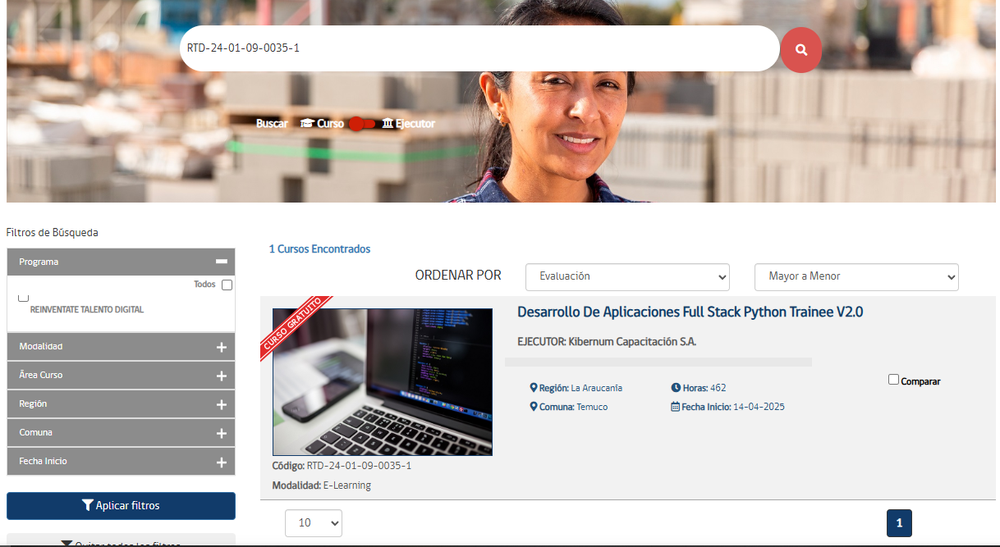 RTD-24-01-09-0035-1
Buscar Curso Ejecutor
Filtros de Búsqueda
Programa
Todos
REINVENTATE TALENTO DIGITAL
Modalidad
Área Curso
Región
Comuna
Fecha Inicio
Aplicar filtros
Quitar todos los filtros
1 Cursos Encontrados
ORDENAR POR Evaluación Mayor a Menor
CURSO GRATUITO
Desarrollo De Aplicaciones Full Stack Python Trainee V2.0
EJECUTOR: Kibernum Capacitación S.A.
Región: La Araucanía Horas: 462
Comuna: Temuco Fecha Inicio: 14-04-2025
Comparar
Código: RTD-24-01-09-0035-1
Modalidad: E-Learning
10 1